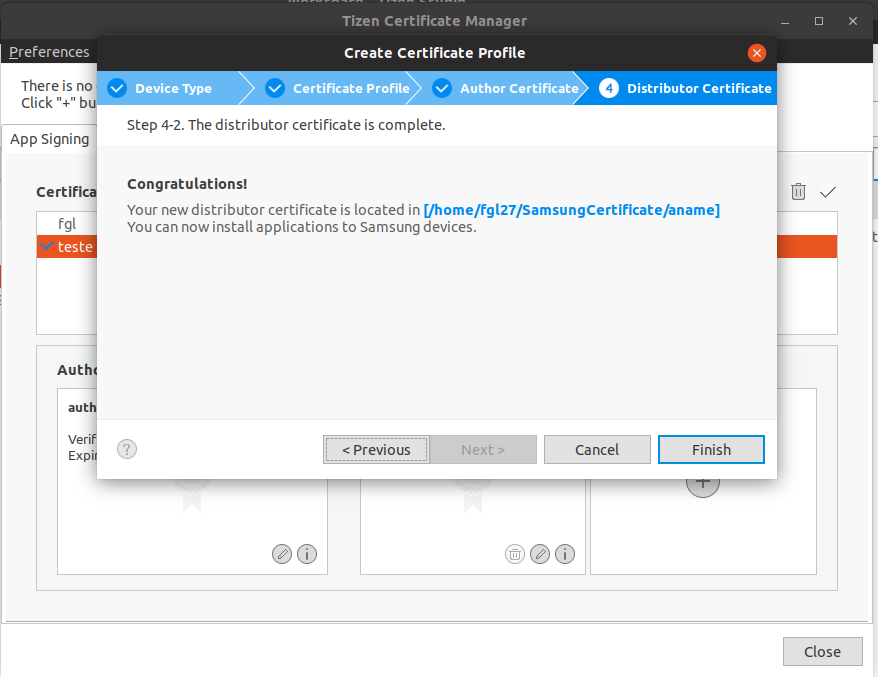 Tizen Certificate Manager
Preferences
Create Certificate Profile
There is no
Click "+" bu
Device Type
Certificate Profile
Author Certificate
4
Distributor Certificate
Step 4-2. The distributor certificate is complete.
App Signing
Congratulations!
Your new distributor certificate is located in [/home/fgl27/SamsungCertificate/aname]
You can now install applications to Samsung devices.
Certifica
fgl
teste
Autho
auth
Verif
Expir
?
< Previous
Next >
Cancel
Finish
Close